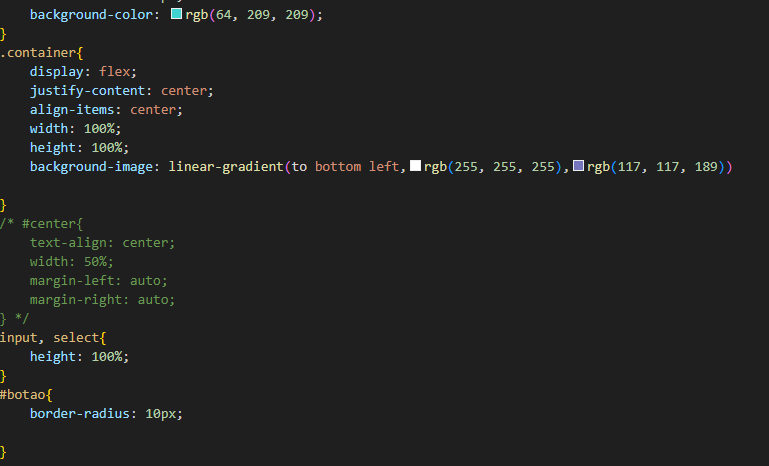 background-color: rgb(64, 209, 209);
}
.container{
display: flex;
justify-content: center;
align-items: center;
width: 100%;
height: 100%;
background-image: linear-gradient(to bottom left,rgb(255, 255, 255),rgb(117, 117, 189))
}
/* #center{
text-align: center;
width: 50%;
margin-left: auto;
margin-right: auto;
} */
input, select{
height: 100%;
}
#botao{
border-radius: 10px;
}